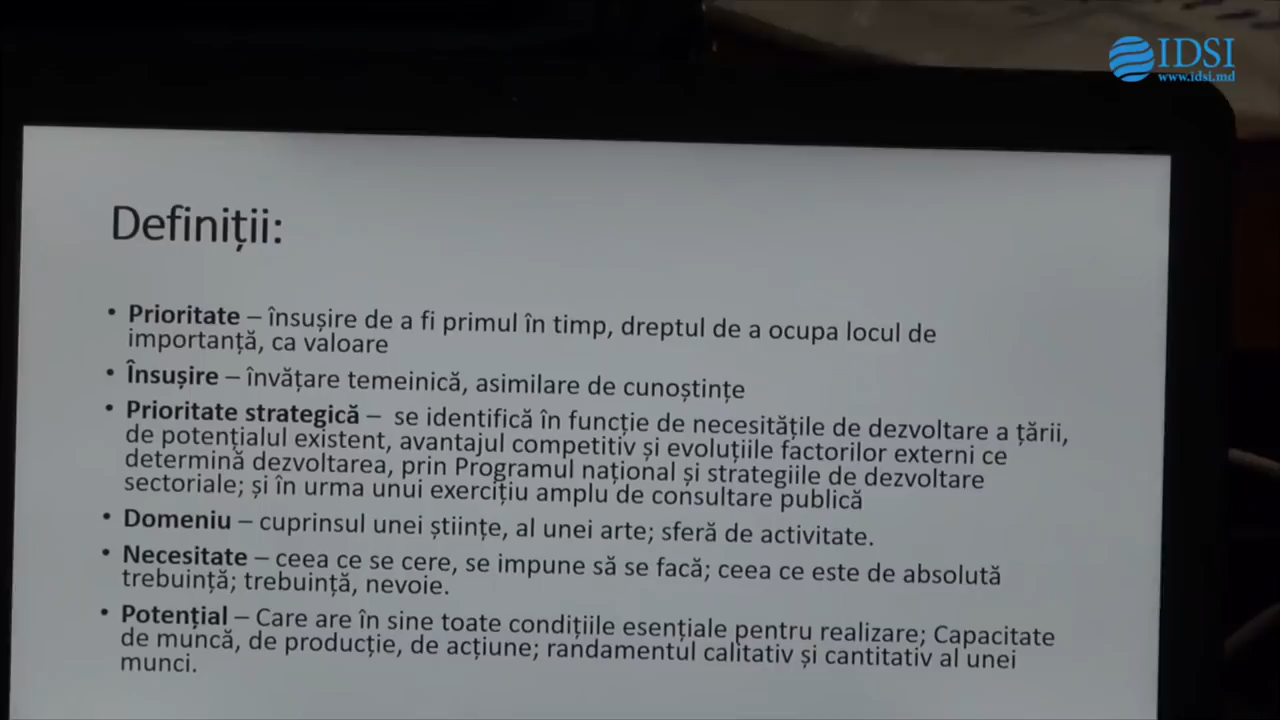 IDSI
www.idsi.md
Definiții:
• Prioritate – însușire de a fi primul în timp, dreptul de a ocupa locul de
importanță, ca valoare
• Însușire – învățare temeinică, asimilare de cunoștințe
• Prioritate strategică – se identifică în funcție de necesitățile de dezvoltare a țării,
de potențialul existent, avantajul competitiv și evoluțiile factorilor externi ce
determină dezvoltarea, prin Programul național și strategiile de dezvoltare
sectoriale; și în urma unui exercițiu amplu de consultare publică
• Domeniu – cuprinsul unei științe, al unei arte; sferă de activitate.
• Necesitate – ceea ce se cere, se impune să se facă; ceea ce este de absolută
trebuință; trebuință, nevoie.
• Potențial – Care are în sine toate condițiile esențiale pentru realizare; Capacitate
de muncă, de producție, de acțiune; randamentul calitativ și cantitativ al unei
munci.